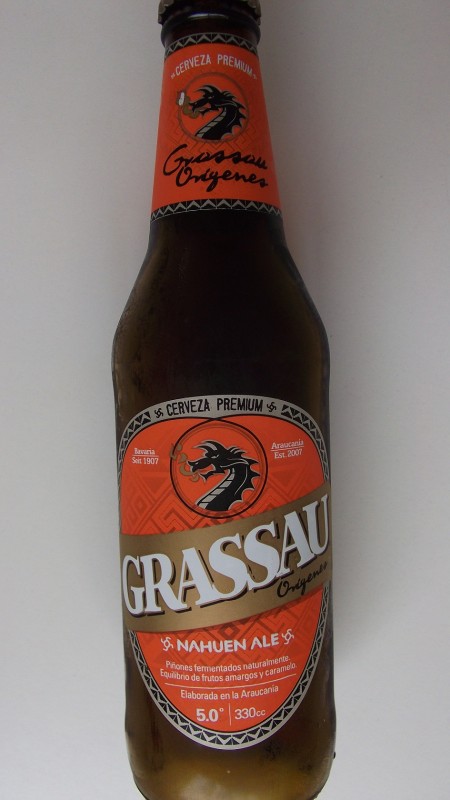 CERVEZA PREMIUM
Grassau
Orígenes
CERVEZA PREMIUM
Bavaria
Seit 1907
Araucanía
Est. 2007
GRASSAU
Orígenes
NAHUEN ALE
Piñones fermentados naturalmente.
Equilibrio de frutos amargos y caramelo.
Elaborada en la Araucanía
5.0° 330cc